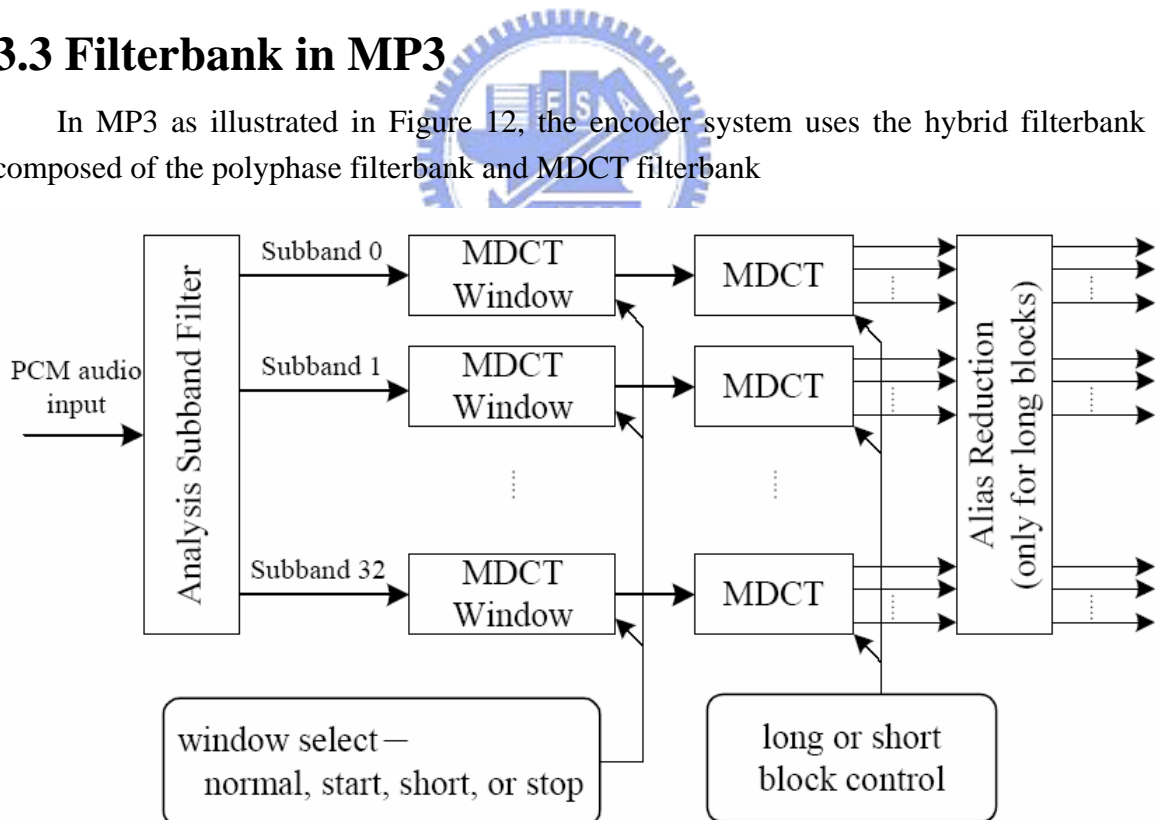 3.3 Filterbank in MP3
In MP3 as illustrated in Figure 12, the encoder system uses the hybrid filterbank
composed of the polyphase filterbank and MDCT filterbank
PCM audio
input
Analysis Subband Filter
Subband 0
MDCT
Window
MDCT
Subband 1
MDCT
Window
MDCT
Subband 32
MDCT
Window
MDCT
Alias Reduction
(only for long blocks)
window select—
normal, start, short, or stop
long or short
block control